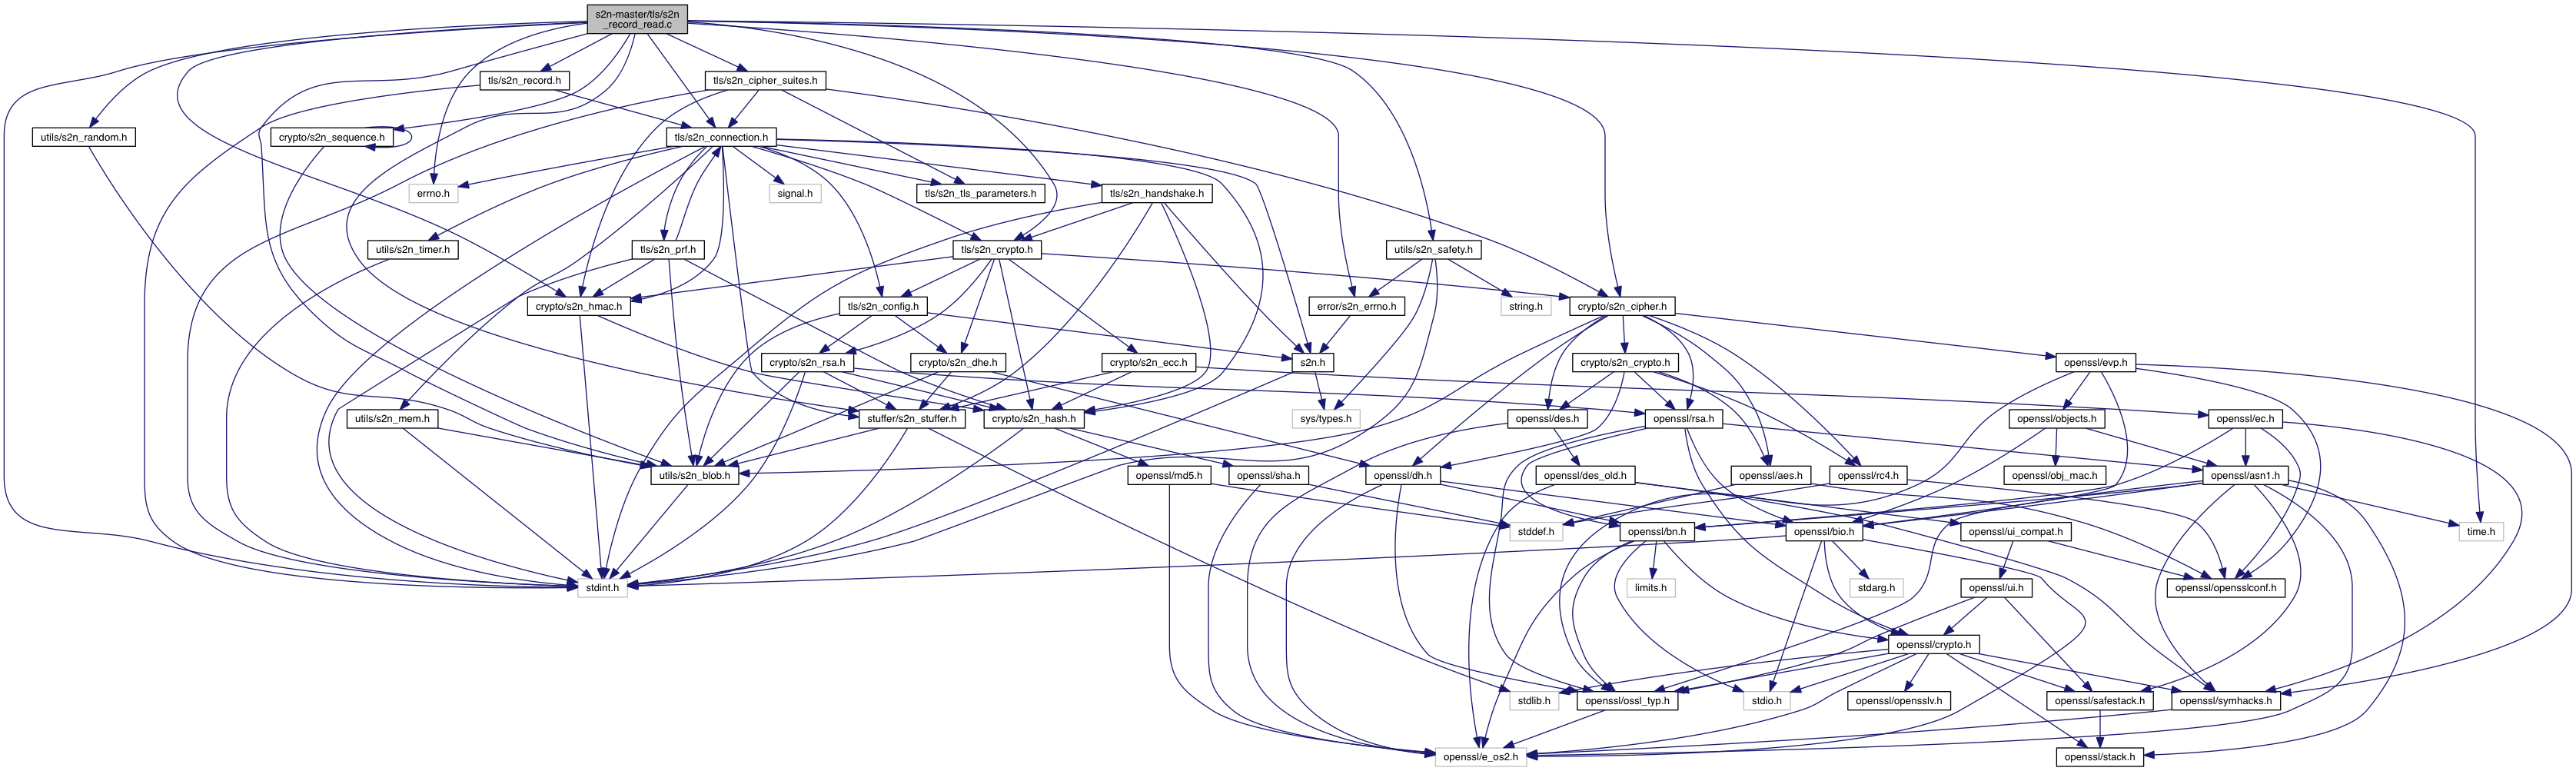 s2n-master/tls/s2n
_record_read.c
tls/s2n_record.h
tls/s2n_cipher_suites.h
utils/s2n_random.h
crypto/s2n_sequence.h
tls/s2n_connection.h
errno.h
signal.h
tls/s2n_tls_parameters.h
tls/s2n_handshake.h
utils/s2n_timer.h
tls/s2n_prf.h
tls/s2n_crypto.h
utils/s2n_safety.h
crypto/s2n_hmac.h
tls/s2n_config.h
error/s2n_errno.h
string.h
crypto/s2n_cipher.h
crypto/s2n_rsa.h
crypto/s2n_dhe.h
crypto/s2n_ecc.h
s2n.h
crypto/s2n_crypto.h
openssl/evp.h
utils/s2n_mem.h
stuffer/s2n_stuffer.h
crypto/s2n_hash.h
sys/types.h
openssl/des.h
openssl/rsa.h
openssl/objects.h
openssl/ec.h
utils/s2n_blob.h
openssl/md5.h
openssl/sha.h
openssl/dh.h
openssl/des_old.h
openssl/aes.h
openssl/rc4.h
openssl/obj_mac.h
openssl/asn1.h
stddef.h
openssl/bn.h
openssl/bio.h
openssl/ui_compat.h
time.h
stdint.h
limits.h
stdarg.h
openssl/ui.h
openssl/opensslconf.h
openssl/crypto.h
stdlib.h
openssl/ossl_typ.h
stdio.h
openssl/opensslv.h
openssl/safestack.h
openssl/symhacks.h
openssl/e_os2.h
openssl/stack.h